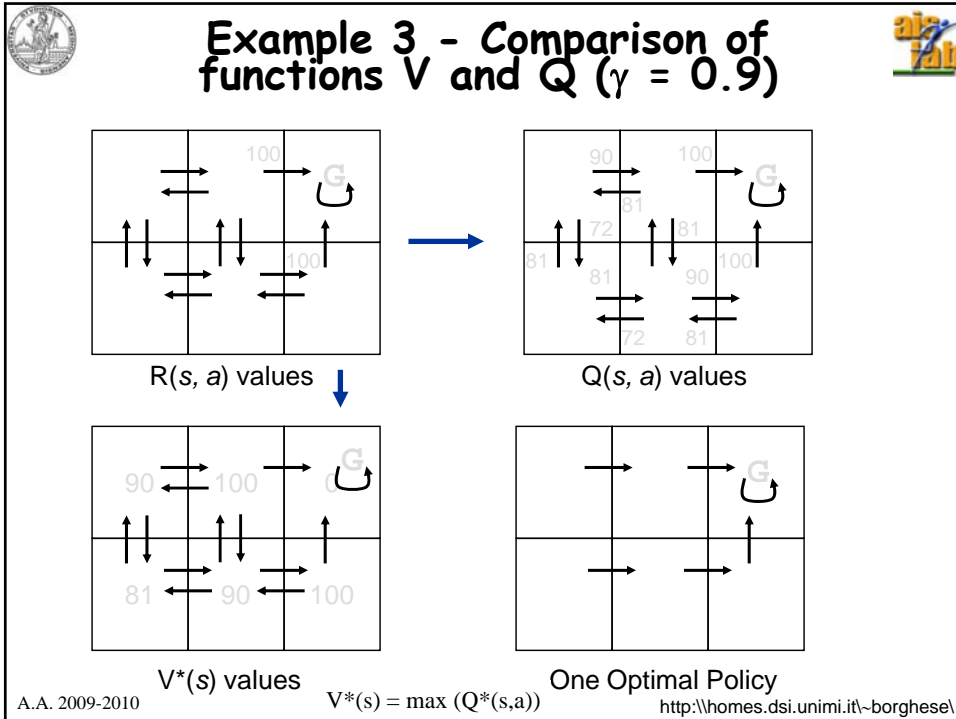 Example 3 - Comparison of
functions V and Q (γ = 0.9)
ais
lab
100
G
100
R(s, a) values
90
100
G
81
72
81
81
100
81
90
72
81
Q(s, a) values
90
100
0
G
81
90
100
V*(s) values
G
One Optimal Policy
A.A. 2009-2010
V*(s) = max (Q*(s,a))
http:\\homes.dsi.unimi.it\~borghese\